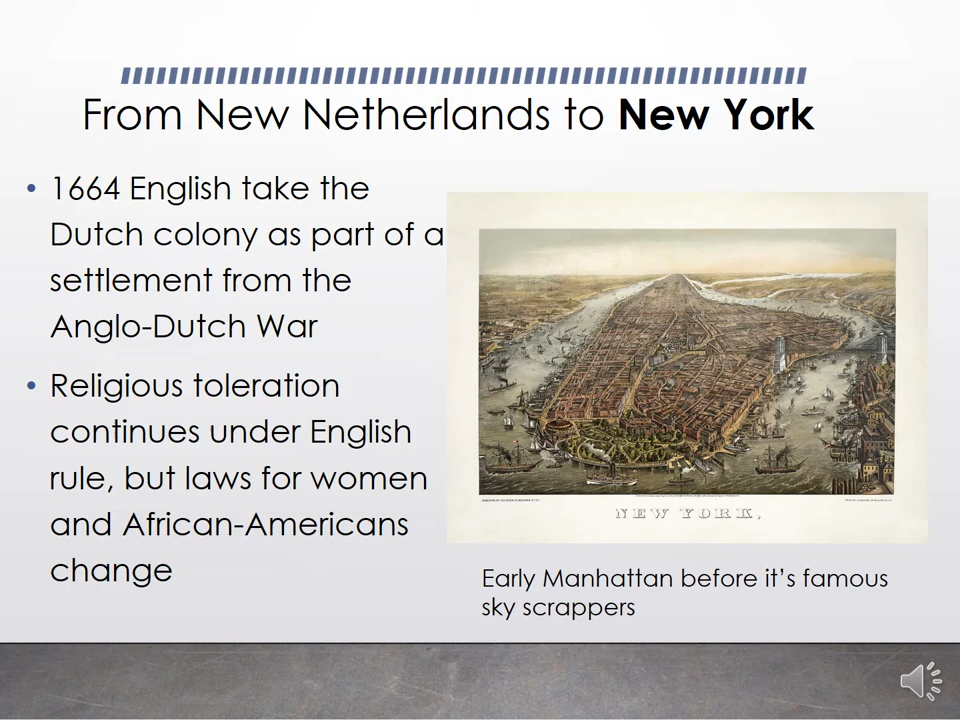 From New Netherlands to New York
• 1664 English take the
Dutch colony as part of a
settlement from the
Anglo-Dutch War
• Religious toleration
continues under English
rule, but laws for women
and African-Americans
change
NEW YORK,
Early Manhattan before it's famous
sky scrappers